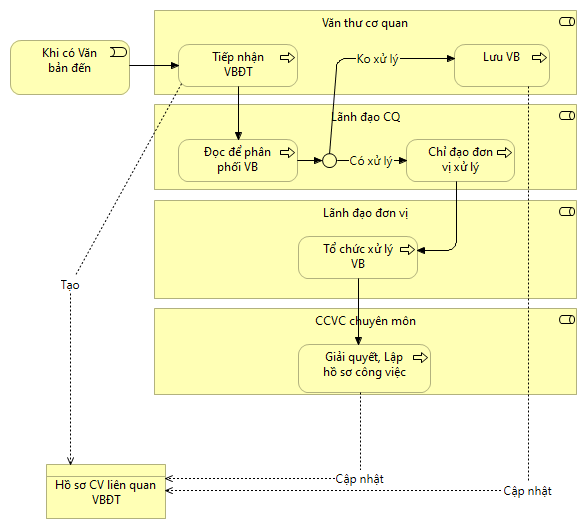 Văn thư cơ quan
Khi có Văn
bản đến
Tiếp nhận
VBĐT
Ko xử lý
Lưu VB
Lãnh đạo CQ
Đọc để phân
phối VB
Có xử lý
Chỉ đạo đơn
vị xử lý
Lãnh đạo đơn vị
Tổ chức xử lý
VB
Tạo
CCVC chuyên môn
Giải quyết, Lập
hồ sơ công việc
Cập nhật
Hồ sơ CV liên quan
VBĐT
Cập nhật